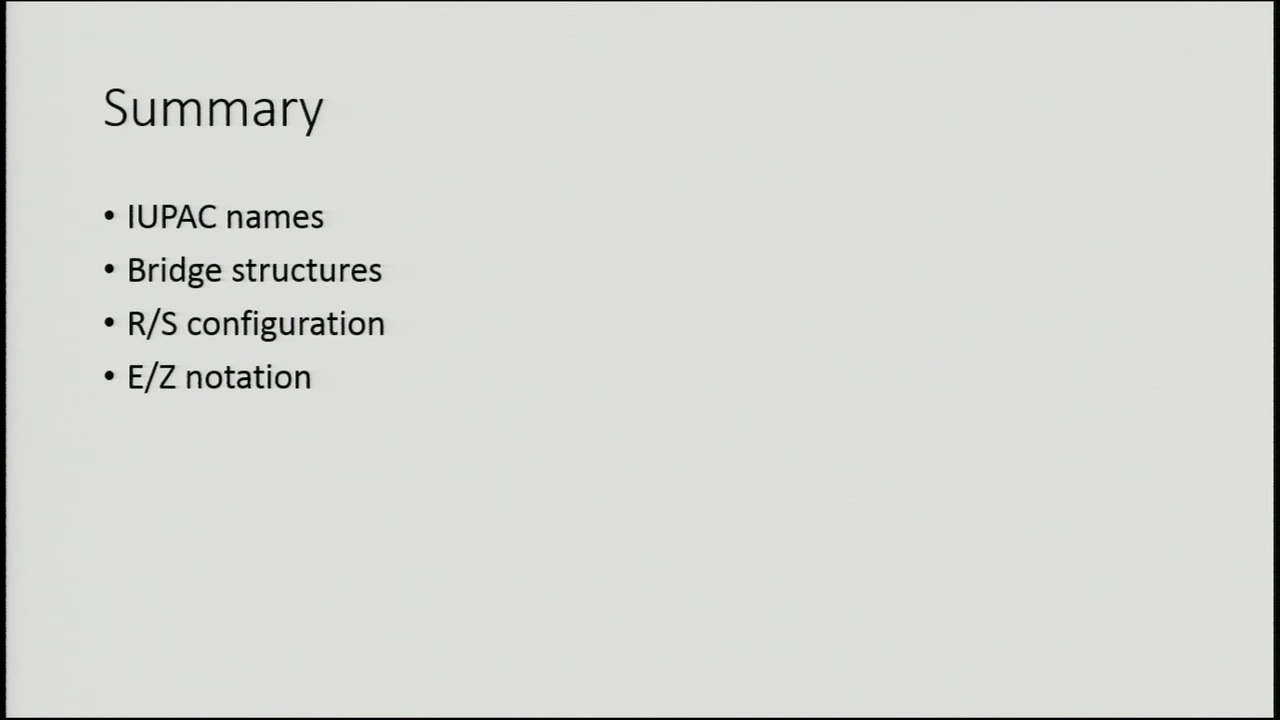 Summary
• IUPAC names
• Bridge structures
• R/S configuration
• E/Z notation